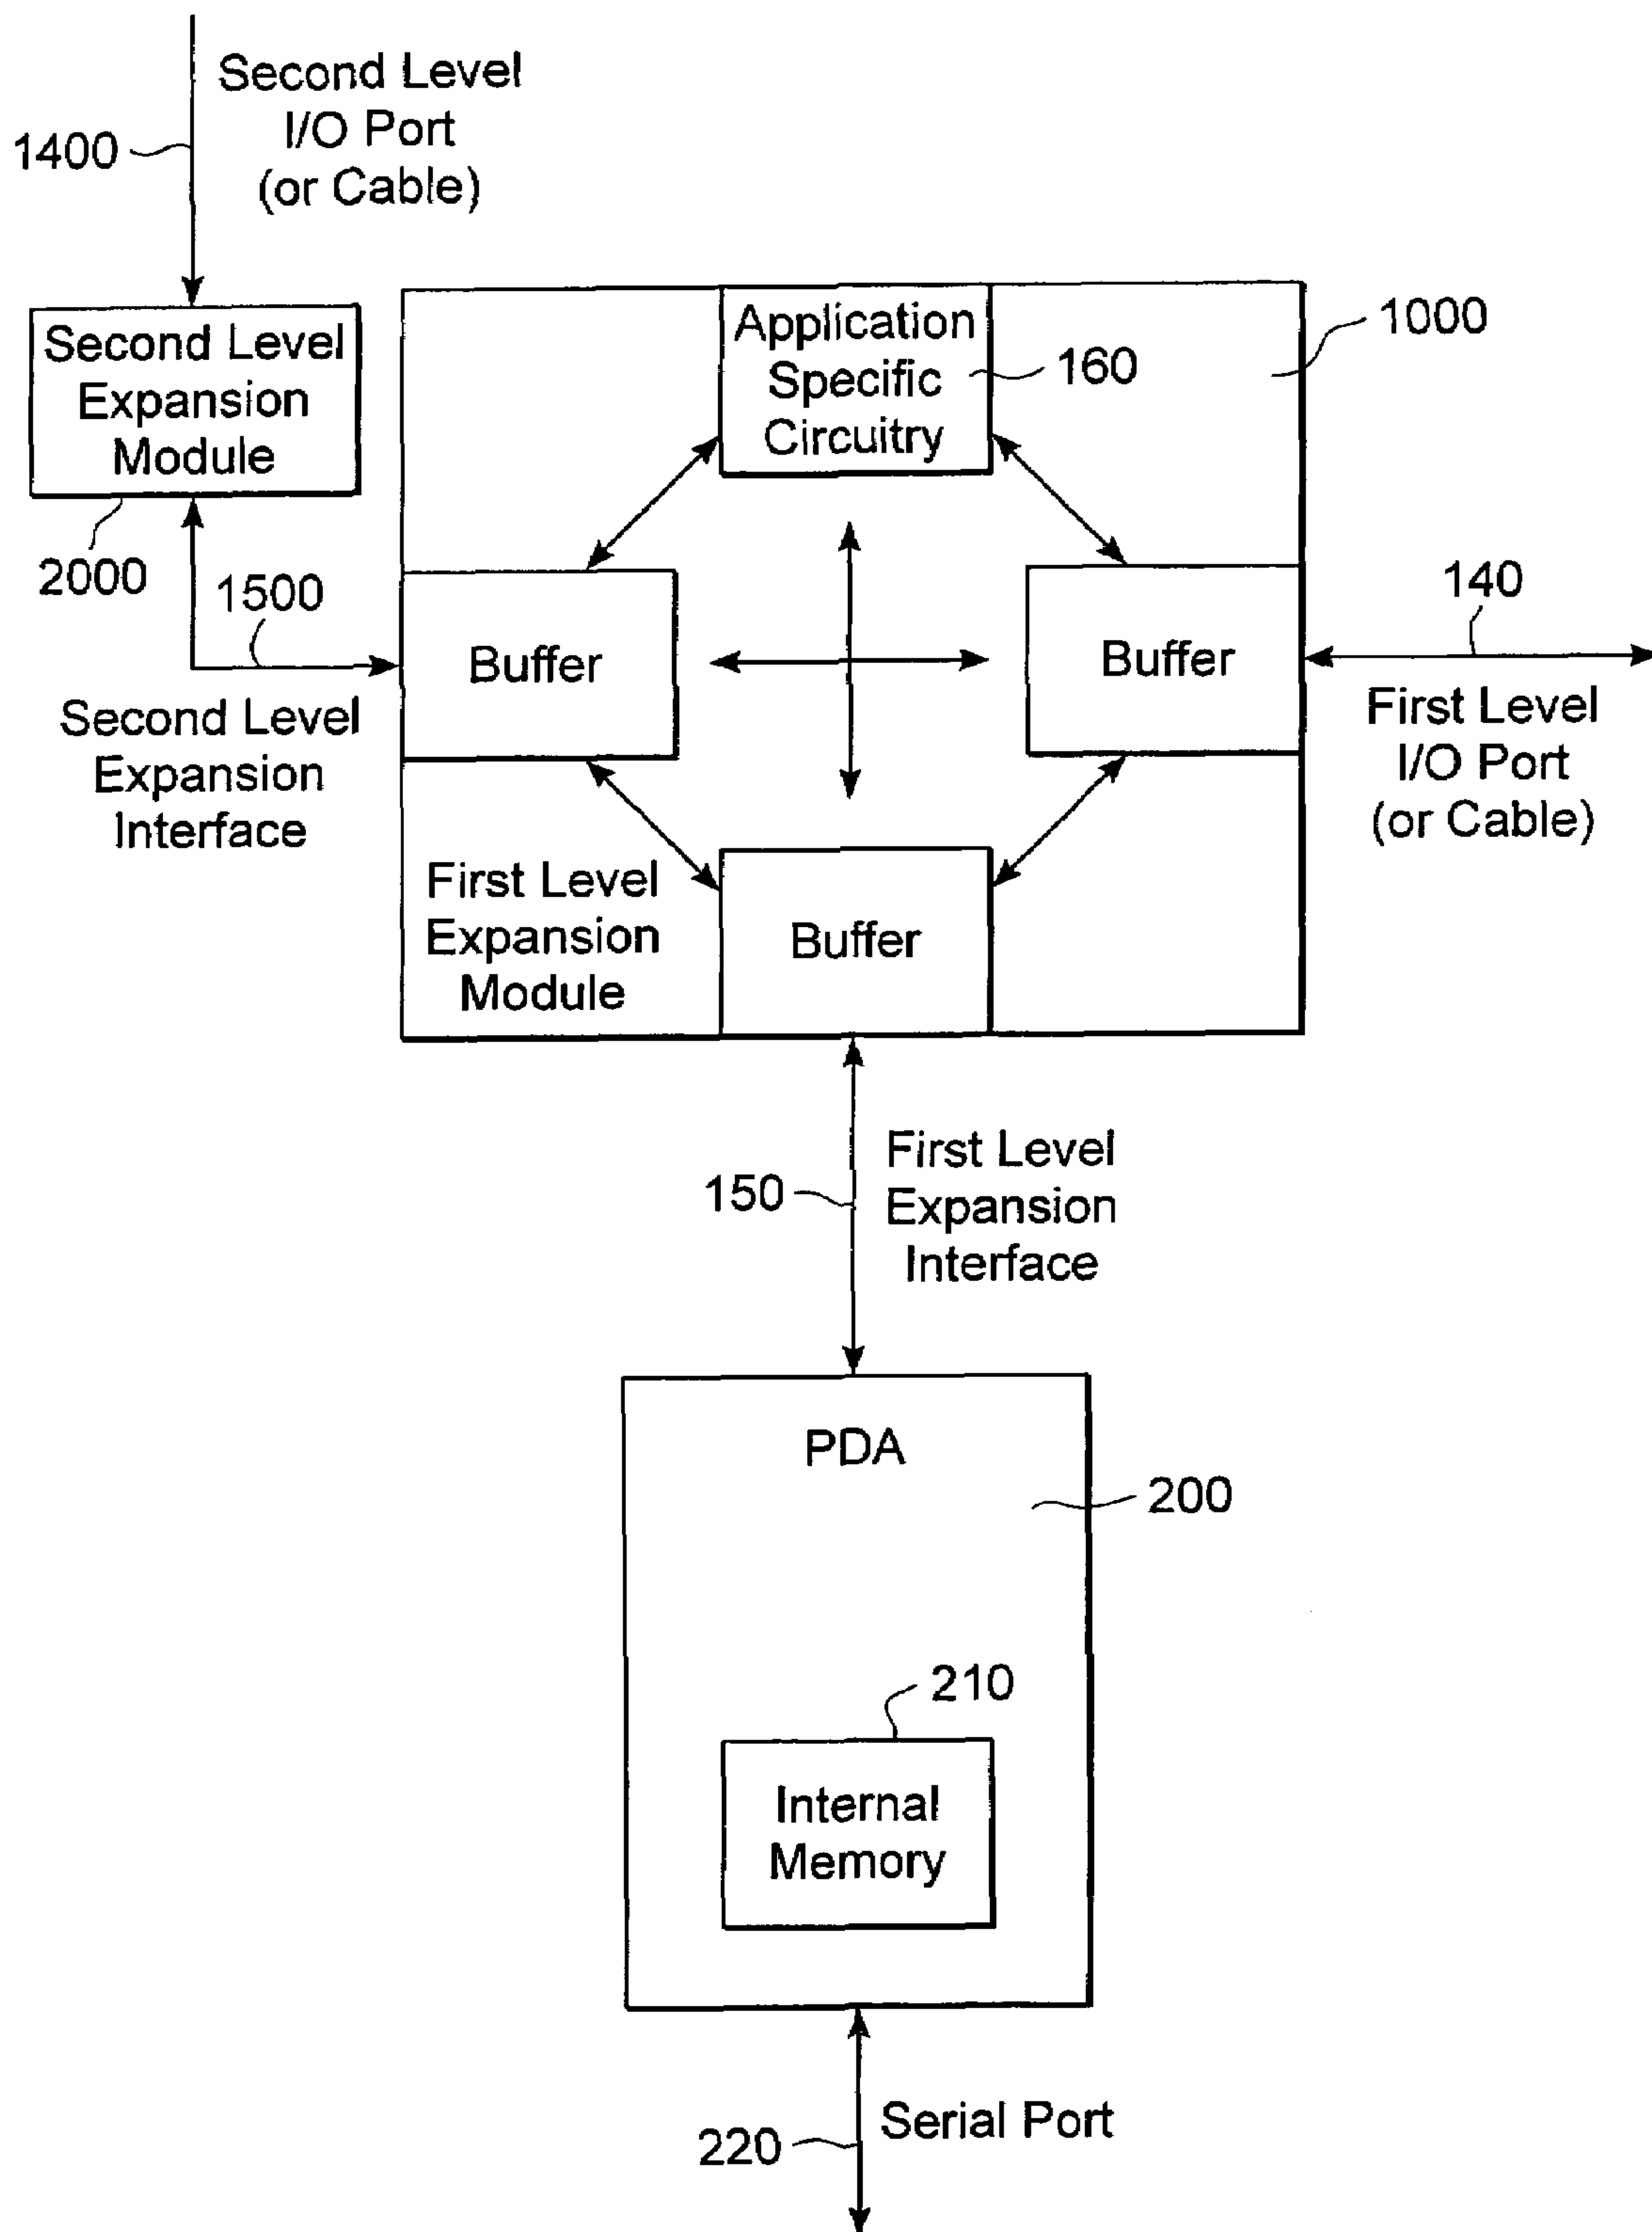 Second Level
I/O Port
(or Cable)
1400
Second Level
Expansion
Module
2000
1500
Second Level
Expansion
Interface
Application
Specific
Circuitry
160
1000
Buffer
Buffer
140
First Level
I/O Port
(or Cable)
First Level
Expansion
Module
Buffer
150
First Level
Expansion
Interface
PDA
200
210
Internal
Memory
220
Serial Port